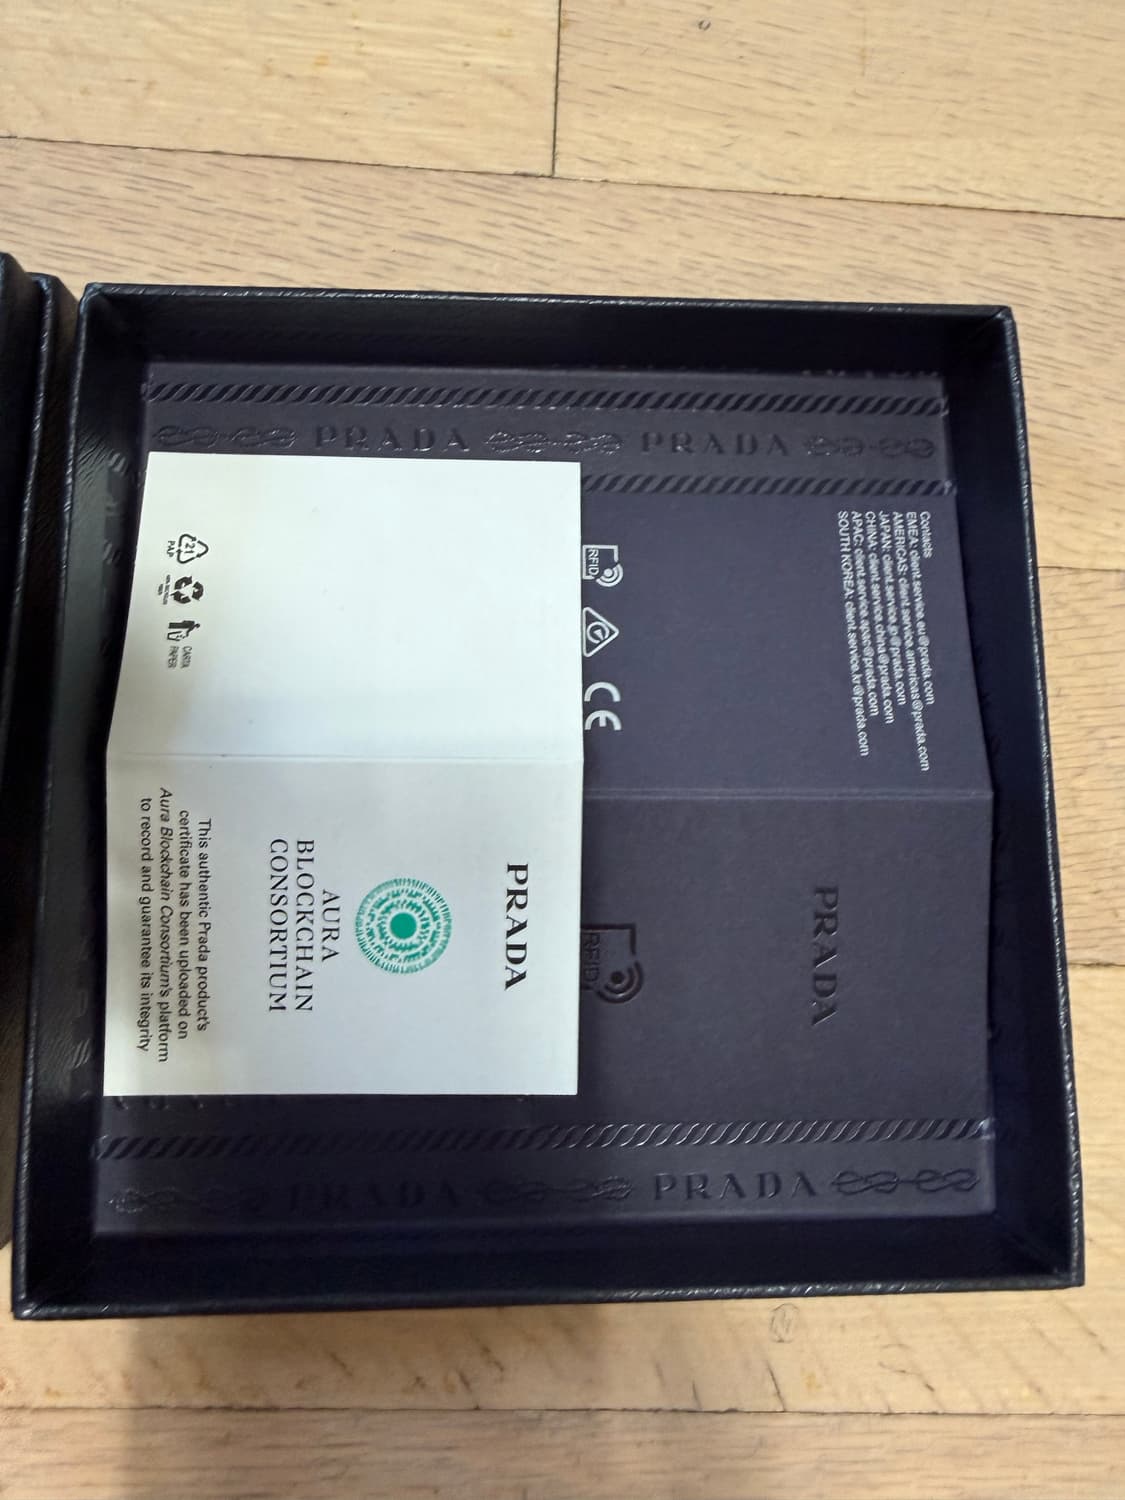 PRADA PRADA
Contacts
EMEA: client.service.eu@prada.com
AMERICAS: client.service.americas@prada.com
JAPAN: client.service.jp@prada.com
CHINA: client.service.china@prada.com
APAC: client.service.apac@prada.com
SOUTH KOREA: client.service.kr@prada.com
RFID
CE
PRADA
RFID
21
PAP
CARTA
PAPER
PRADA
AURA
BLOCKCHAIN
CONSORTIUM
This authentic Prada product's
certificate has been uploaded on
Aura Blockchain Consortium's platform
to record and guarantee its integrity
PRADA PRADA